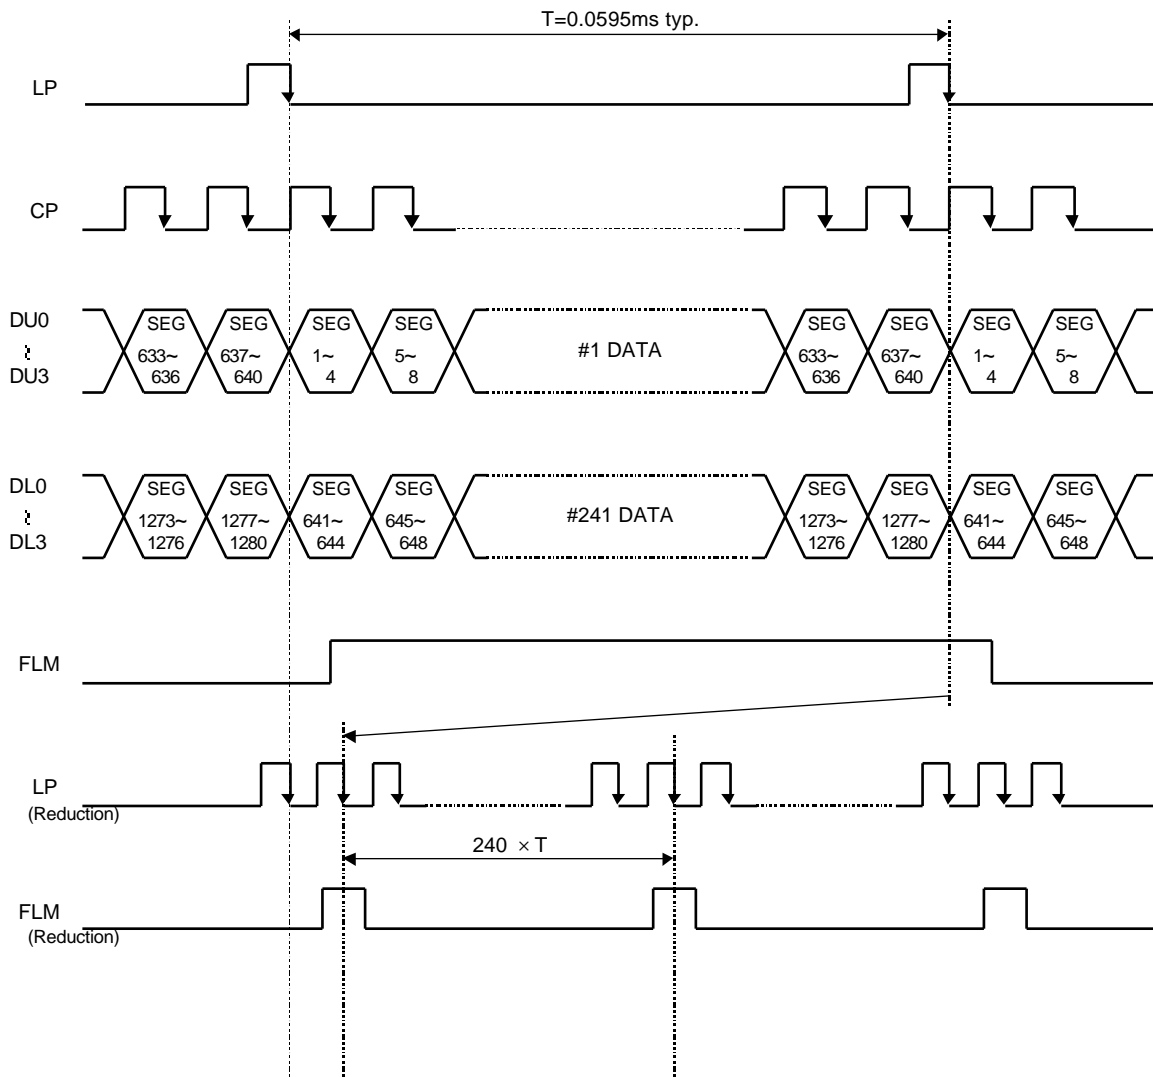 T=0.0595ms typ.
LP
CP
DU0
≀
DU3
SEG 633~ 636
SEG 637~ 640
SEG 1~ 4
SEG 5~ 8
#1 DATA
SEG 633~ 636
SEG 637~ 640
SEG 1~ 4
SEG 5~ 8
DL0
≀
DL3
SEG 1273~ 1276
SEG 1277~ 1280
SEG 641~ 644
SEG 645~ 648
#241 DATA
SEG 1273~ 1276
SEG 1277~ 1280
SEG 641~ 644
SEG 645~ 648
FLM
LP
(Reduction)
240 × T
FLM
(Reduction)